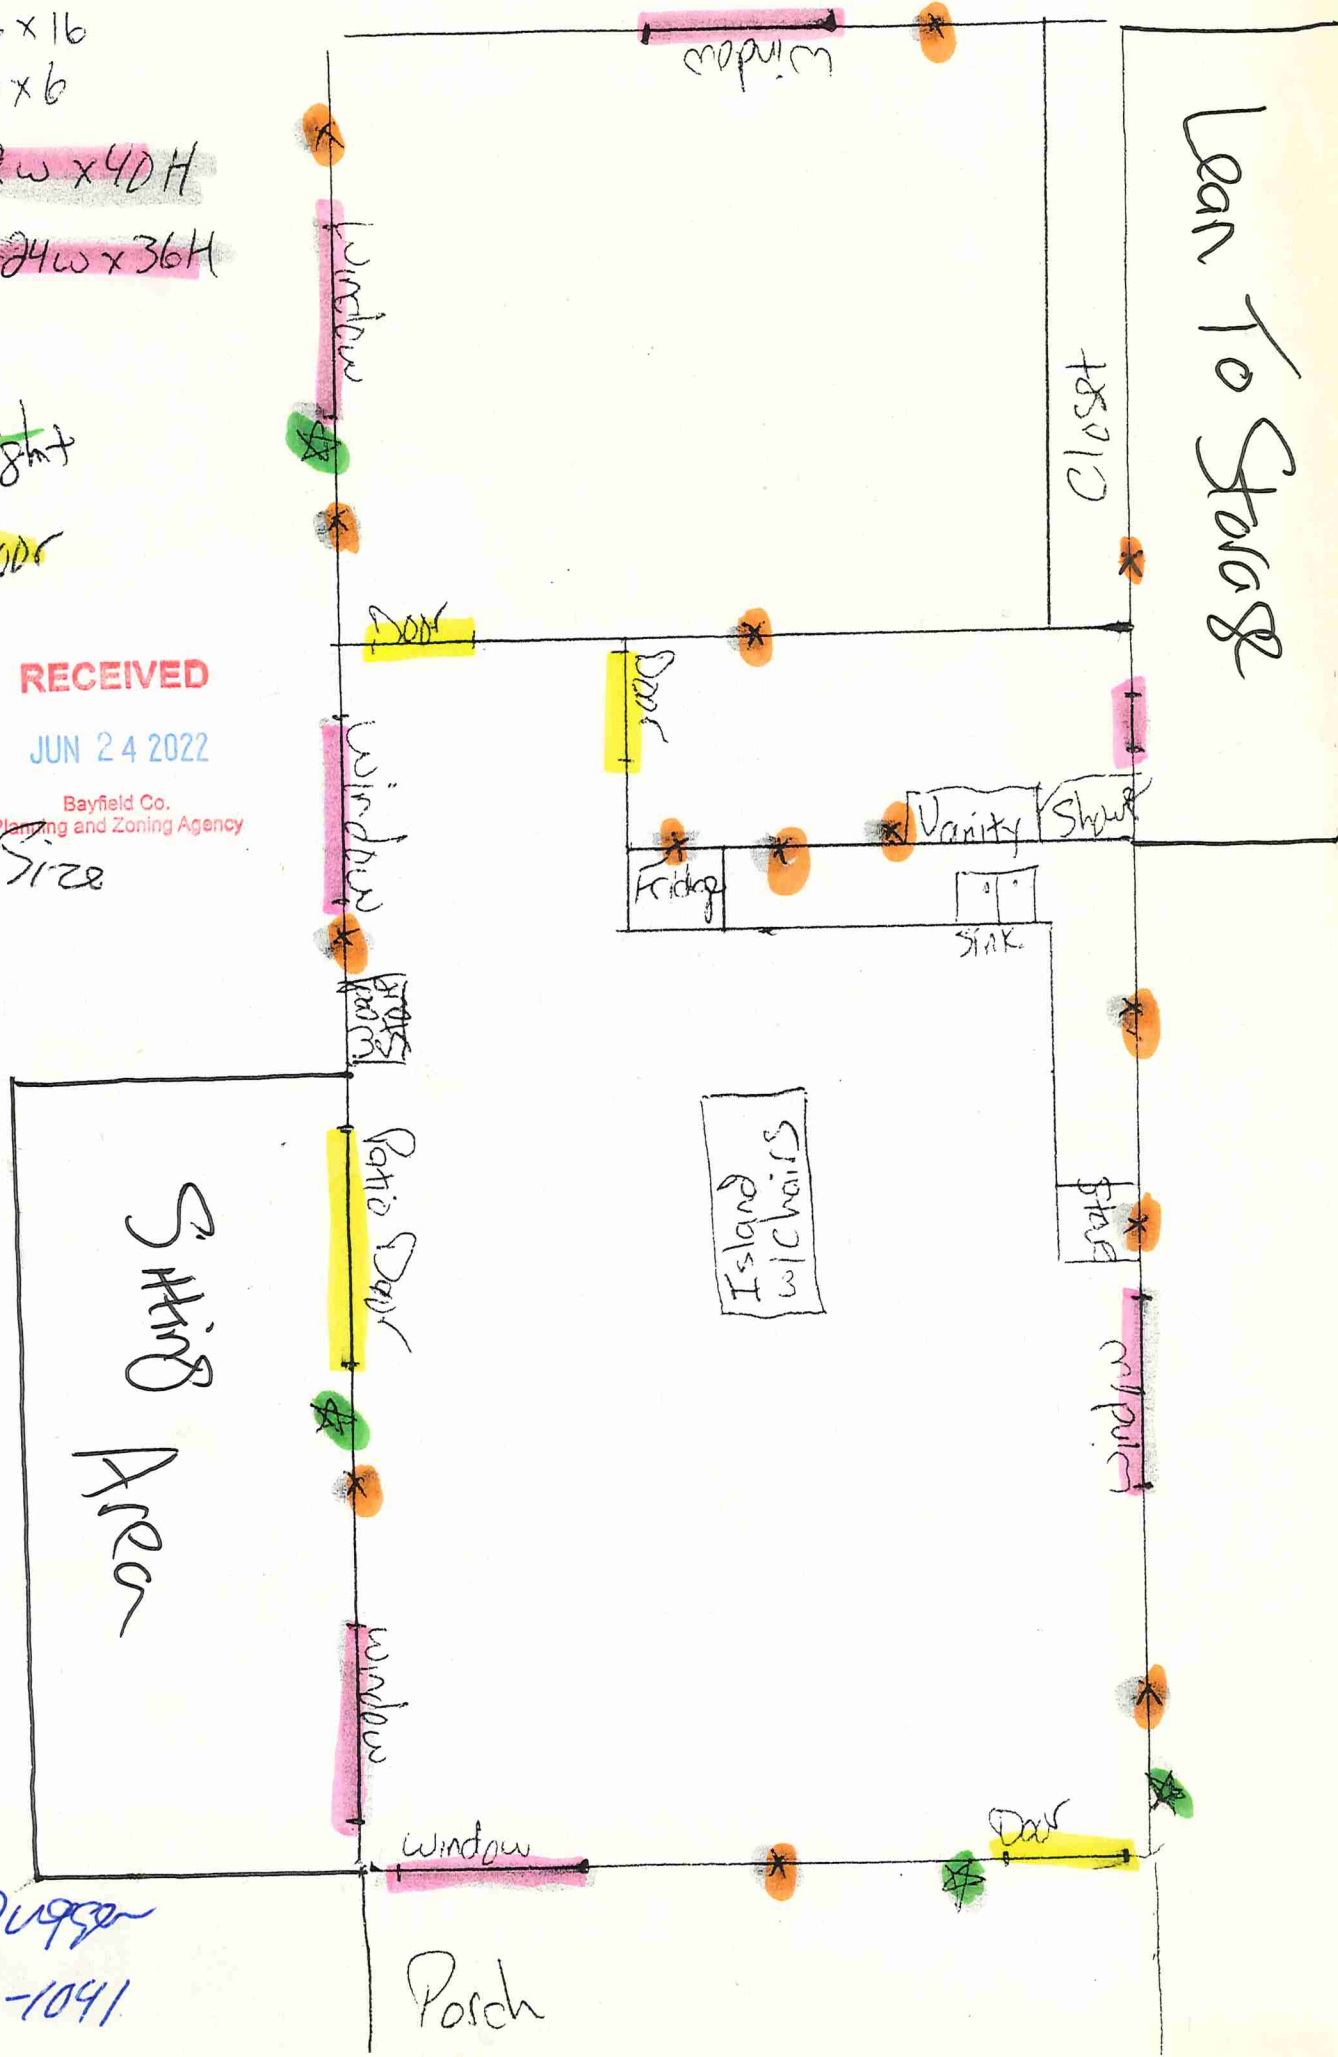 x16
x6
w x 40H
24w x 36H
RECEIVED
JUN 24 2022
Bayfield Co.
Planning and Zoning Agency
Size
-1041
window
Window
Closet
Lean To Storage
Door
Door
window
Vanity
Fridge
Sink
Patio Door
Sitting Area
Island
w/Chairs
Stove
window
window
window
Door
Porch